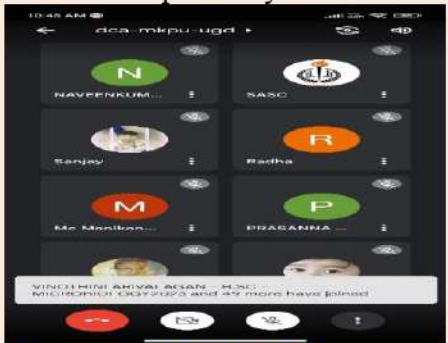 10:45 AM
dca-mkpu-ugd
N
NAVEENKUM...
SASC
Sanjay
R
Radha
M
Mc Manikan...
P
PRASANNA ...
VINOTHINI ARIVALAGAN - B.SC
MICROBIOLOGY2023 and 49 more have joined